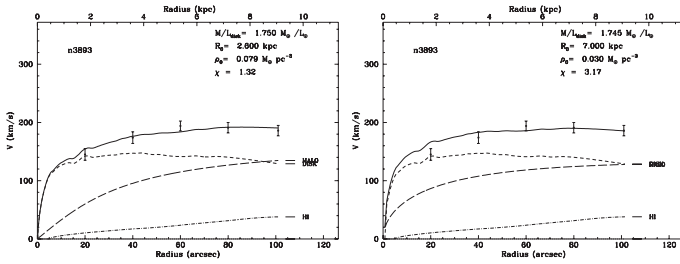 Radius (kpc)
0 2 4 6 8 10
M/L_disk = 1.750 M_⊙ /L_⊙
n3893
R_0 = 2.600 kpc
ρ_0 = 0.079 M_⊙ pc⁻³
χ = 1.32
V (km/s)
300
200
100
0
HALO
DISK
HI
0 20 40 60 80 100 120
Radius (arcsec)
Radius (kpc)
0 2 4 6 8 10
M/L_disk = 1.745 M_⊙ /L_⊙
n3893
R_0 = 7.000 kpc
ρ_0 = 0.030 M_⊙ pc⁻³
χ = 3.17
V (km/s)
300
200
100
0
HI
0 20 40 60 80 100 120
Radius (arcsec)